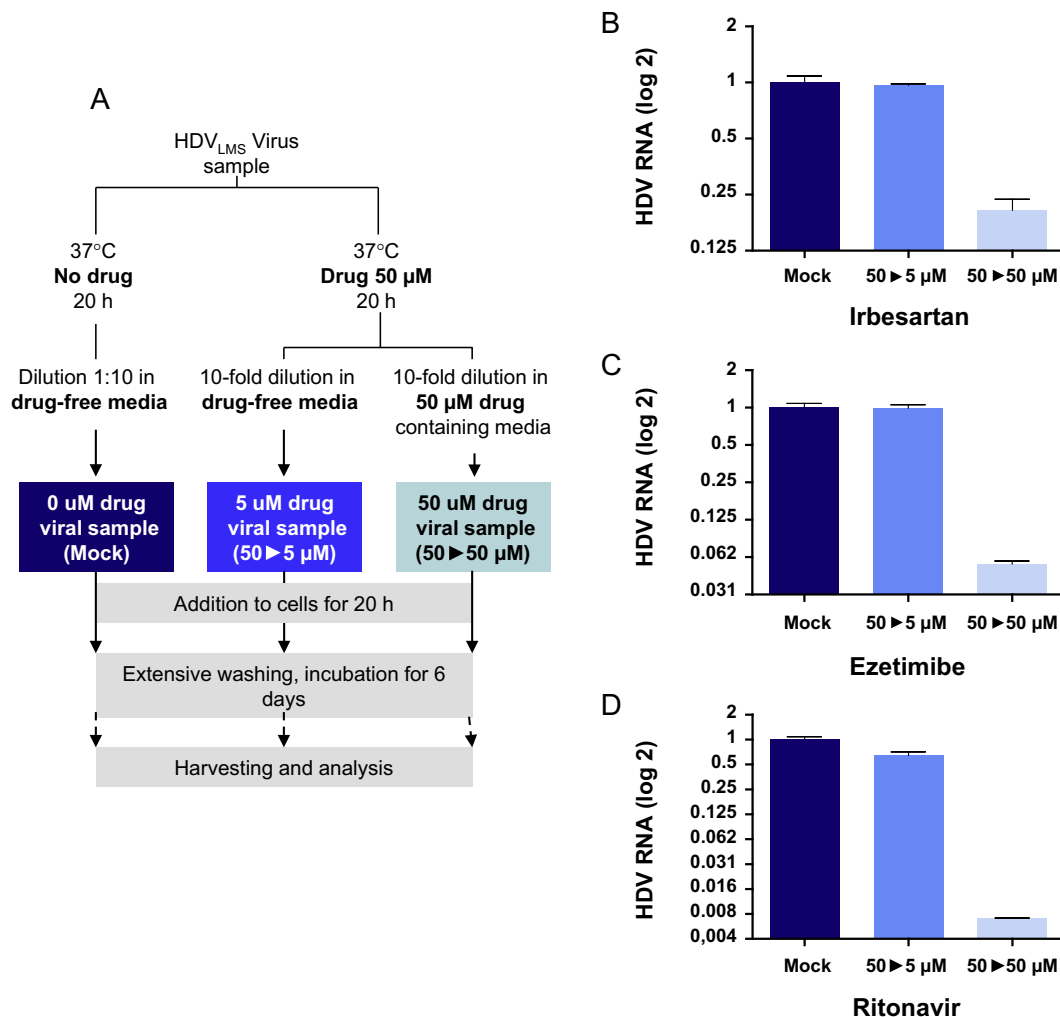 A
HDV_LMS Virus
sample
37°C
No drug
20 h
37°C
Drug 50 µM
20 h
Dilution 1:10 in
drug-free media
10-fold dilution in
drug-free media
10-fold dilution in
50 µM drug
containing media
0 uM drug
viral sample
(Mock)
5 uM drug
viral sample
(50►5 µM)
50 uM drug
viral sample
(50►50 µM)
Addition to cells for 20 h
Extensive washing, incubation for 6
days
Harvesting and analysis
B
HDV RNA (log 2)
2
1
0.5
0.25
0.125
Mock 50►5 µM 50►50 µM
Irbesartan
C
HDV RNA (log 2)
2
1
0.5
0.25
0.125
0.062
0.031
Mock 50►5 µM 50►50 µM
Ezetimibe
D
HDV RNA (log 2)
2
1
0.5
0.25
0.125
0.062
0.031
0.016
0.008
0,004
Mock 50►5 µM 50►50 µM
Ritonavir